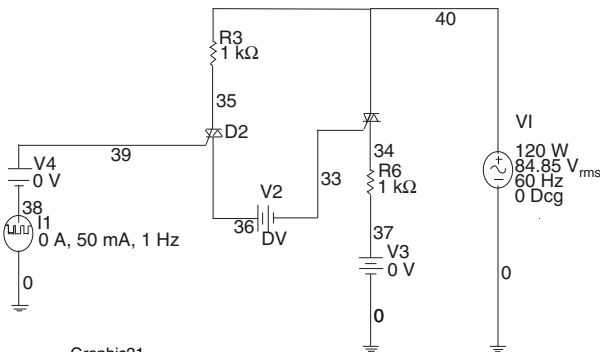 40
R3
1 kΩ
35
D2
39
V4
0 V
38
I1
0 A, 50 mA, 1 Hz
0
V2
36
DV
33
34
R6
1 kΩ
37
V3
0 V
0
VI
120 W
84.85 Vrms
60 Hz
0 Dcg
0